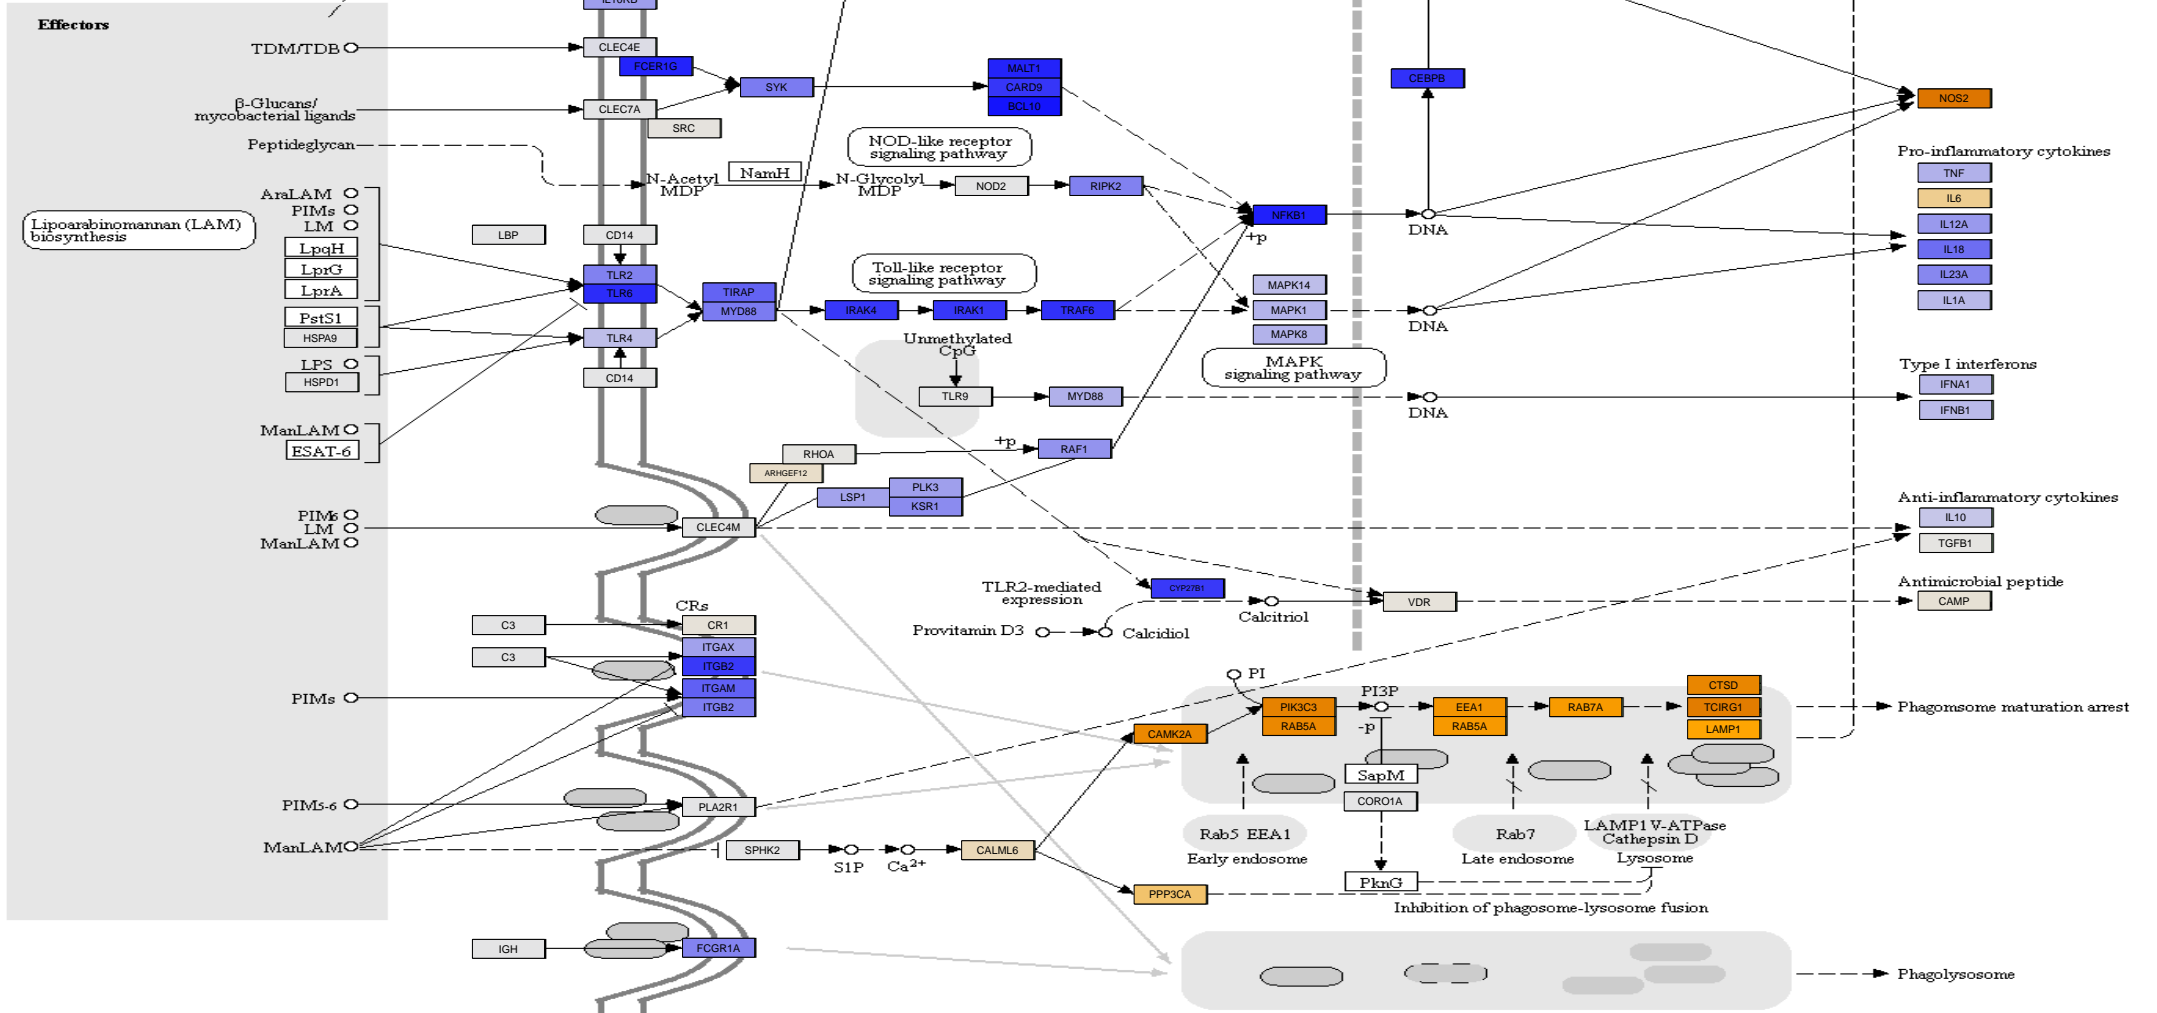 IL10RB
Effectors
TDM/TDB
CLEC4E
FCER1G
SYK
MALT1
CARD9
BCL10
CEBPB
NOS2
β-Glucans/
mycobacterial ligands
CLEC7A
SRC
Peptideglycan
NOD-like receptor
signaling pathway
N-Acetyl
MDP
NamH
N-Glycolyl
MDP
NOD2
RIPK2
NFKB1
+p
DNA
Pro-inflammatory cytokines
TNF
IL6
IL12A
IL18
IL23A
IL1A
AraLAM
PIMs
LM
LpqH
LprG
LprA
Lipoarabinomannan (LAM)
biosynthesis
LBP
CD14
TLR2
TLR6
TIRAP
MYD88
Toll-like receptor
signaling pathway
IRAK4
IRAK1
TRAF6
MAPK14
MAPK1
MAPK8
DNA
PstS1
HSPA9
TLR4
LPS
HSPD1
CD14
Unmethylated
CpG
TLR9
MYD88
MAPK
signaling pathway
DNA
Type I interferons
IFNA1
IFNB1
ManLAM
ESAT-6
RHOA
+p
RAF1
ARHGEF12
LSP1
PLK3
KSR1
PIMs
LM
ManLAM
CLEC4M
Anti-inflammatory cytokines
IL10
TGFB1
TLR2-mediated
expression
CYP27B1
Calcitriol
VDR
Antimicrobial peptide
CAMP
Provitamin D3
Calcidiol
CRs
C3
CR1
C3
ITGAX
ITGB2
PIMs
ITGAM
ITGB2
PI
PIK3C3
RAB5A
PI3P
-p
EEA1
RAB5A
RAB7A
CTSD
TCIRG1
LAMP1
Phagomsome maturation arrest
CAMK2A
SapM
CORO1A
PIMs-6
PLA2R1
ManLAM
SPHK2
S1P
Ca2+
CALML6
Rab5 EEA1
Early endosome
Rab7
Late endosome
LAMP1 V-ATPase
Cathepsin D
Lysosome
PPP3CA
PknG
Inhibition of phagosome-lysosome fusion
IGH
FCGR1A
Phagolysosome